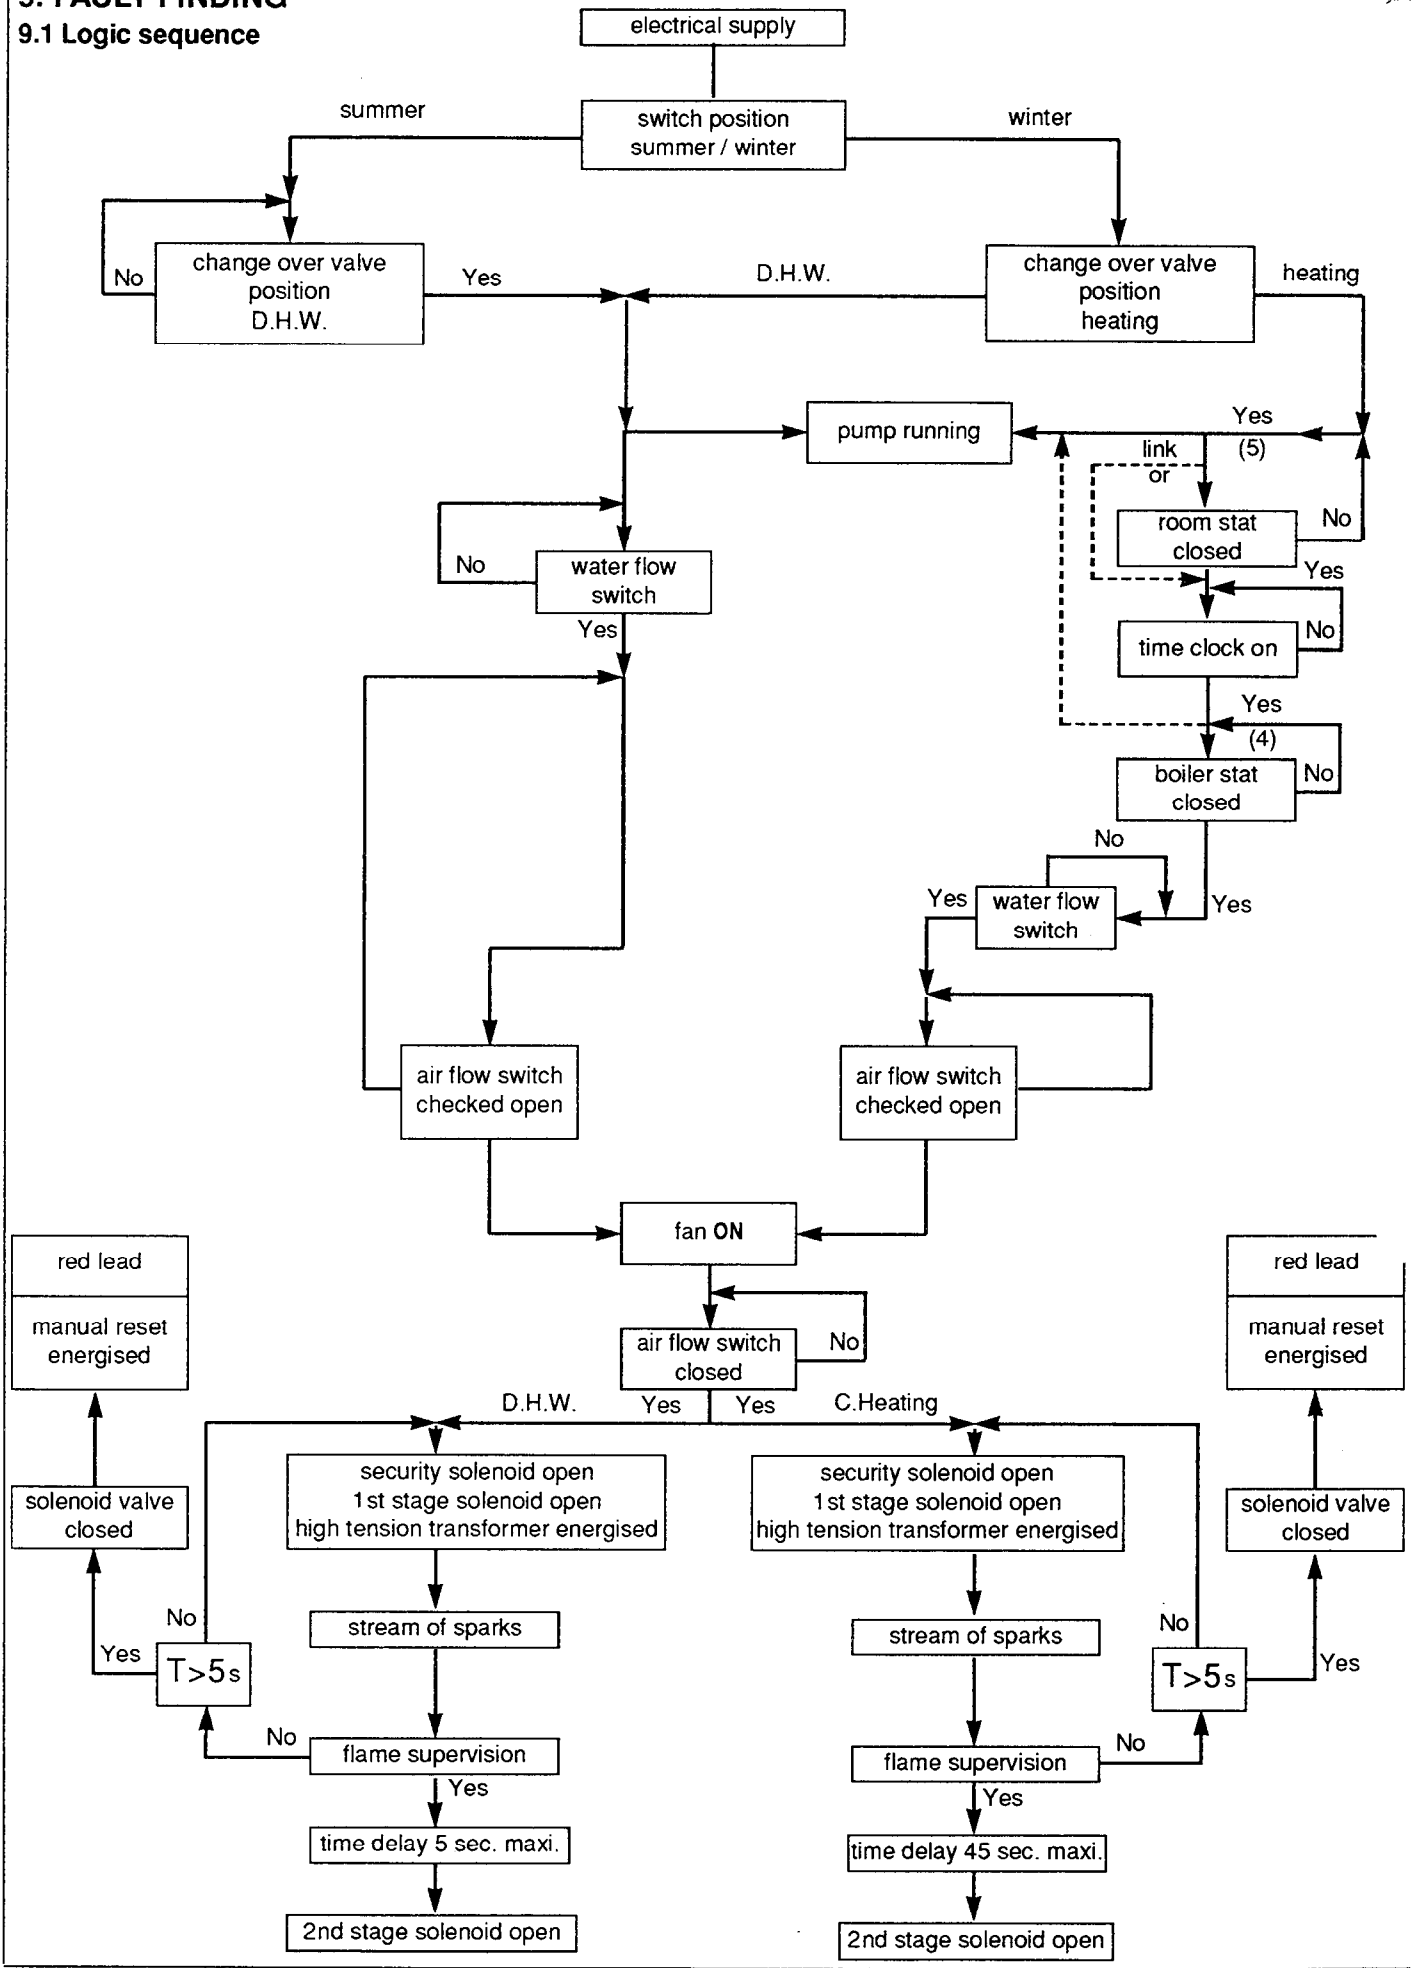 9. FAULT FINDING
9.1 Logic sequence
electrical supply
summer
switch position
summer / winter
winter
No
change over valve
position
D.H.W.
Yes
D.H.W.
change over valve
position
heating
heating
pump running
Yes
(5)
link
or
room stat
closed
No
No
water flow
switch
Yes
Yes
time clock on
No
Yes
(4)
boiler stat
closed
No
No
Yes
water flow
switch
Yes
air flow switch
checked open
air flow switch
checked open
fan ON
red lead
manual reset
energised
red lead
manual reset
energised
air flow switch
closed
No
D.H.W.
Yes
Yes
C.Heating
security solenoid open
1st stage solenoid open
high tension transformer energised
security solenoid open
1st stage solenoid open
high tension transformer energised
solenoid valve
closed
solenoid valve
closed
No
Yes
T>5s
stream of sparks
stream of sparks
No
T>5s
Yes
No
flame supervision
Yes
flame supervision
No
Yes
time delay 5 sec. maxi.
time delay 45 sec. maxi.
2nd stage solenoid open
2nd stage solenoid open